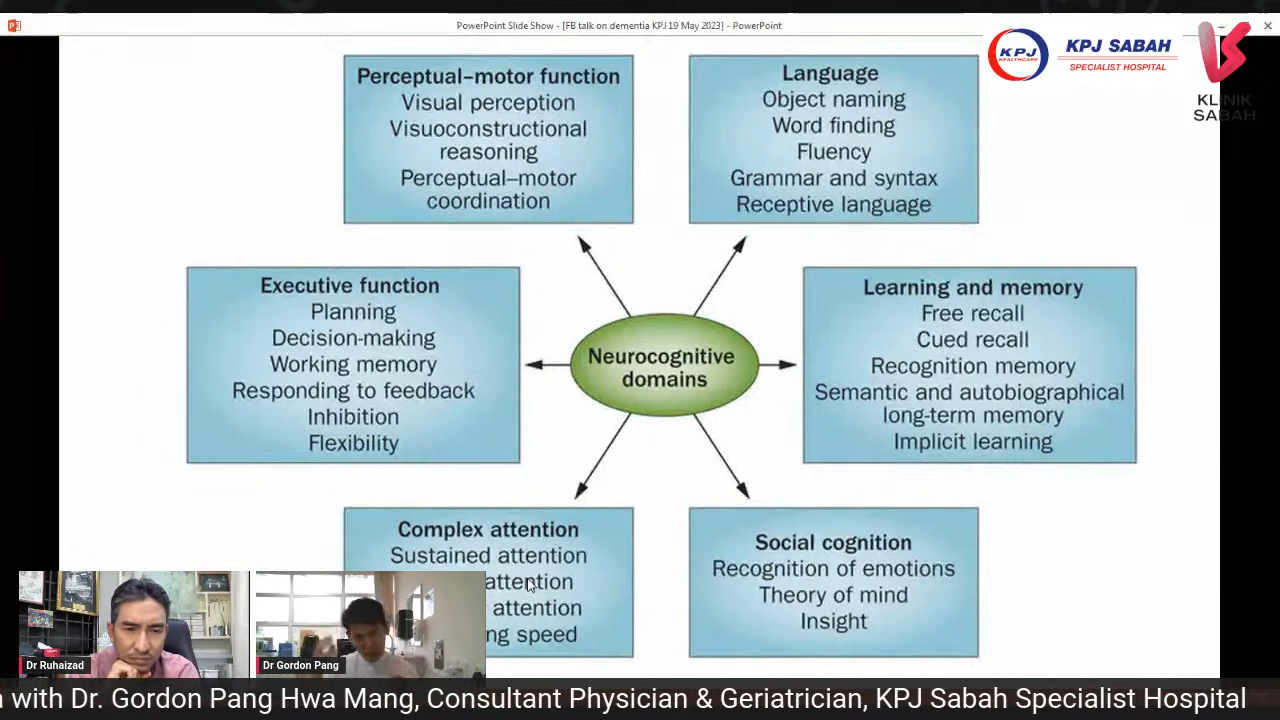 PowerPoint Slide Show - [FB talk on dementia KPJ 19 May 2023] - PowerPoint
KPJ
HEALTHCARE
KPJ SABAH
SPECIALIST HOSPITAL
KLINIK
SABAH
Perceptual–motor function
Visual perception
Visuoconstructional
reasoning
Perceptual–motor
coordination
Language
Object naming
Word finding
Fluency
Grammar and syntax
Receptive language
Executive function
Planning
Decision-making
Working memory
Responding to feedback
Inhibition
Flexibility
Neurocognitive
domains
Learning and memory
Free recall
Cued recall
Recognition memory
Semantic and autobiographical
long-term memory
Implicit learning
Complex attention
Sustained attention
attention
attention
speed
Social cognition
Recognition of emotions
Theory of mind
Insight
Dr Ruhaizad
Dr Gordon Pang
with Dr. Gordon Pang Hwa Mang, Consultant Physician & Geriatrician, KPJ Sabah Specialist Hospital